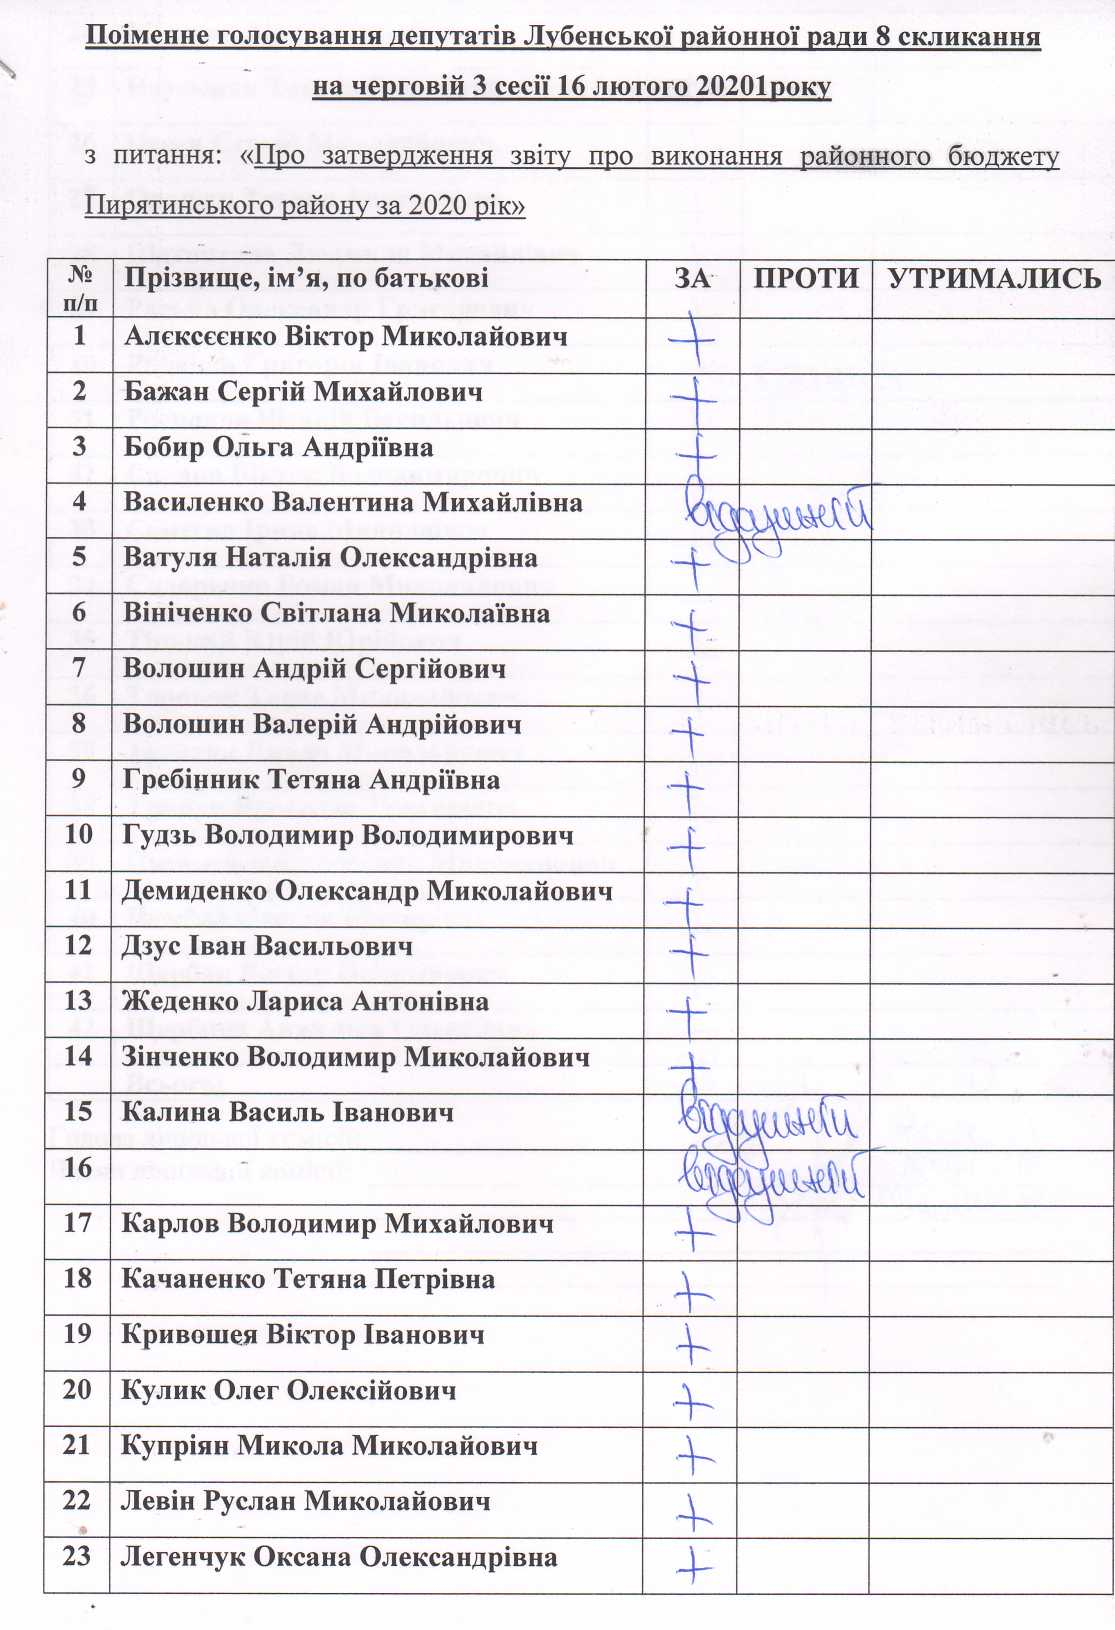 Поіменне голосування депутатів Лубенської районної ради 8 скликання
на черговій 3 сесії 16 лютого 20201року
з питання: «Про затвердження звіту про виконання районного бюджету
Пирятинського району за 2020 рік»
№ п/п Прізвище, ім’я, по батькові ЗА ПРОТИ УТРИМАЛИСЬ
1 Алєксєєнко Віктор Миколайович +
2 Бажан Сергій Михайлович +
3 Бобир Ольга Андріївна +
4 Василенко Валентина Михайлівна відсутній
5 Ватуля Наталія Олександрівна +
6 Вініченко Світлана Миколаївна +
7 Волошин Андрій Сергійович +
8 Волошин Валерій Андрійович +
9 Гребінник Тетяна Андріївна +
10 Гудзь Володимир Володимирович +
11 Демиденко Олександр Миколайович +
12 Дзус Іван Васильович +
13 Жеденко Лариса Антонівна +
14 Зінченко Володимир Миколайович +
15 Калина Василь Іванович відсутній
16 відсутній
17 Карлов Володимир Михайлович +
18 Качаненко Тетяна Петрівна +
19 Кривошея Віктор Іванович +
20 Кулик Олег Олексійович +
21 Купріян Микола Миколайович +
22 Левін Руслан Миколайович +
23 Легенчук Оксана Олександрівна +